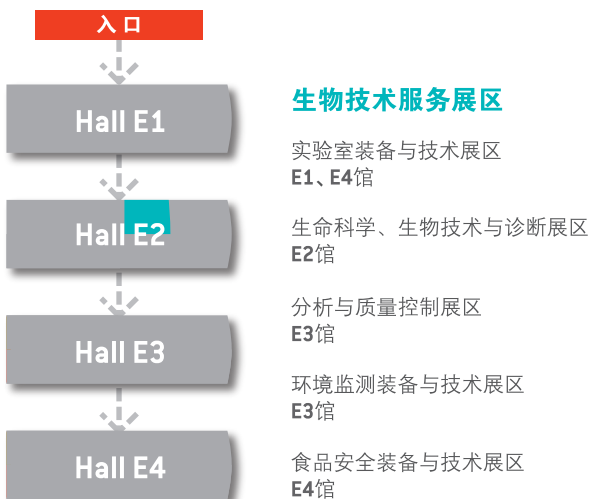 入口
Hall E1
Hall E2
Hall E3
Hall E4
生物技术服务展区
实验室装备与技术展区
E1、E4馆
生命科学、生物技术与诊断展区
E2馆
分析与质量控制展区
E3馆
环境监测装备与技术展区
E3馆
食品安全装备与技术展区
E4馆